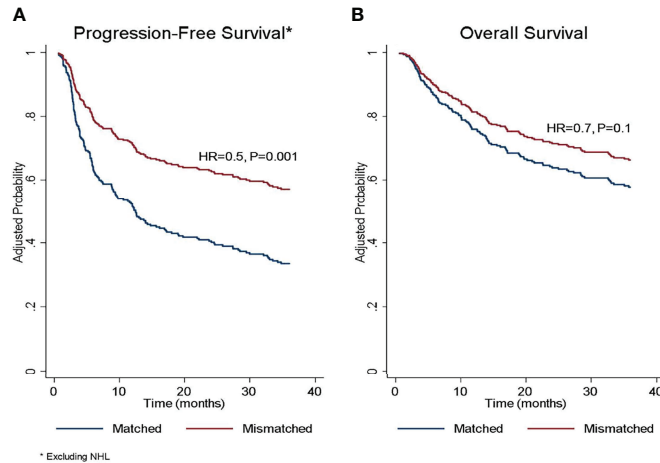 A
Progression-Free Survival*
Adjusted Probability
1
.8
.6
.4
.2
0
HR=0.5, P=0.001
0 10 20 30 40
Time (months)
Matched Mismatched
* Excluding NHL
B
Overall Survival
Adjusted Probability
1
.8
.6
.4
.2
0
HR=0.7, P=0.1
0 10 20 30 40
Time (months)
Matched Mismatched